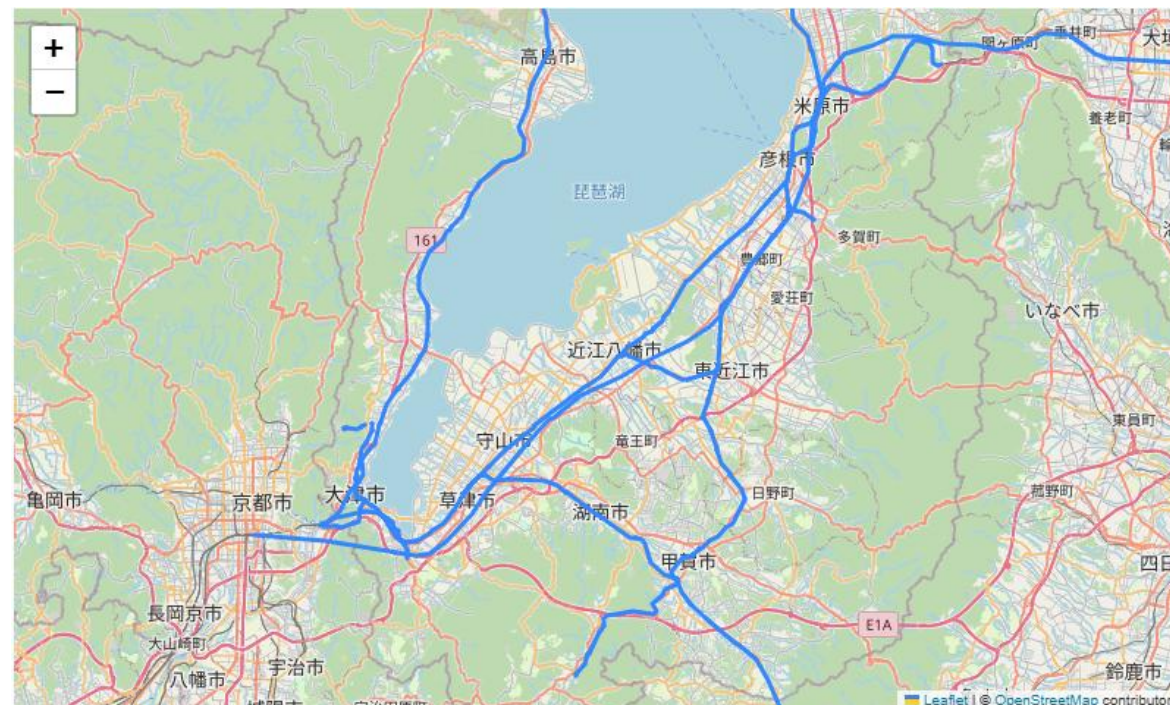 +
−
高島市
関ヶ原町
垂井町
大垣
米原市
養老町
彦根市
琵琶湖
161
多賀町
豊郷町
愛荘町
いなべ市
近江八幡市
東近江市
東員町
守山市
竜王町
亀岡市
京都市
大津市
草津市
湖南市
日野町
菰野町
甲賀市
四日
長岡京市
E1A
大山崎町
宇治市
八幡市
鈴鹿市
Leaflet | © OpenStreetMap contributor